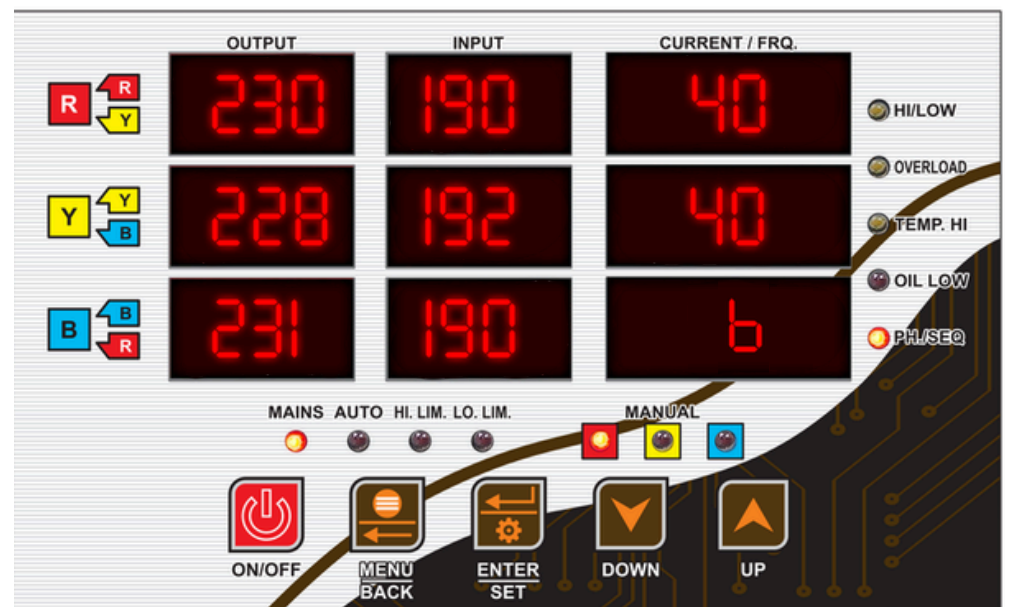 OUTPUT INPUT CURRENT / FRQ.
R R Y 230 190 40 HI/LOW
OVERLOAD
Y Y B 228 192 40 TEMP. HI
OIL LOW
B B R 231 190 b PH./SEQ
MAINS AUTO HI. LIM. LO. LIM. MANUAL
ON/OFF MENU BACK ENTER SET DOWN UP